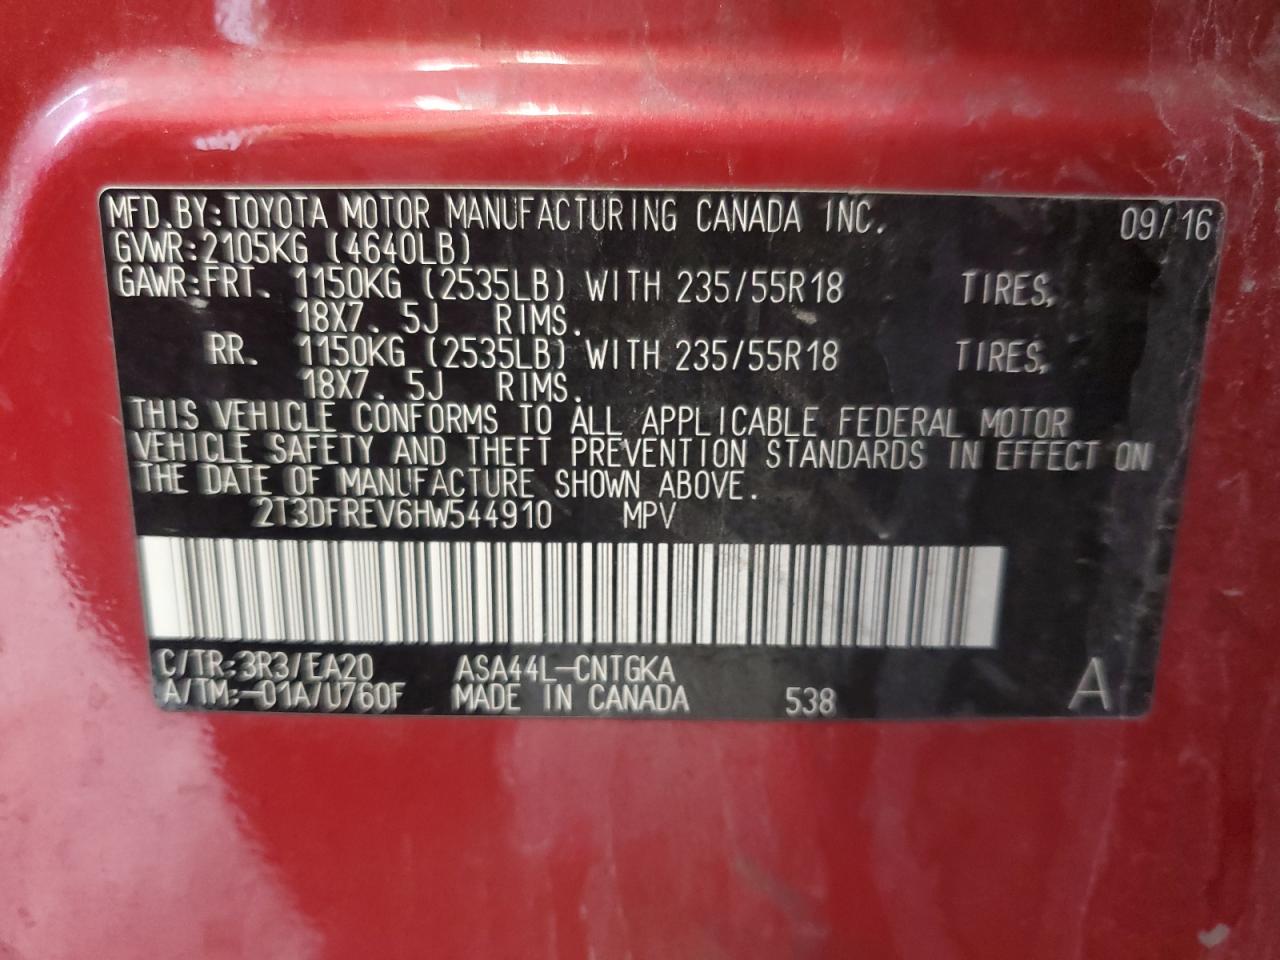 MFD.BY:TOYOTA MOTOR MANUFACTURING CANADA INC. 09/16
GVWR:2105KG (4640LB)
GAWR:FRT. 1150KG (2535LB) WITH 235/55R18 TIRES,
18X7.5J RIMS.
RR. 1150KG (2535LB) WITH 235/55R18 TIRES,
18X7.5J RIMS.
THIS VEHICLE CONFORMS TO ALL APPLICABLE FEDERAL MOTOR
VEHICLE SAFETY AND THEFT PREVENTION STANDARDS IN EFFECT ON
THE DATE OF MANUFACTURE SHOWN ABOVE.
2T3DFREV6HW544910 MPV
C/TR:3R3/EA20 ASA44L-CNTGKA
A/TM:-01A/U760F MADE IN CANADA 538 A